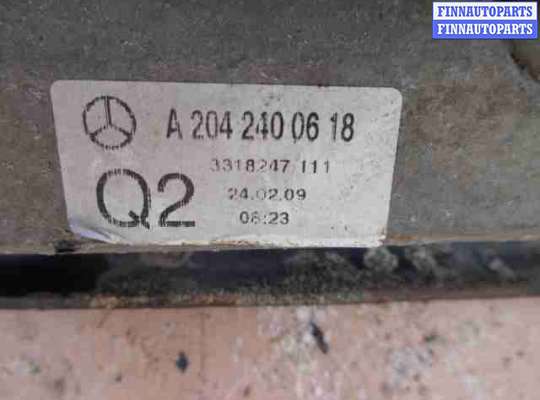 FINNAUTOPARTS
FINNAUTOPARTS
A 204 240 06 18
3318247 111
Q2
24.02.09
06:23